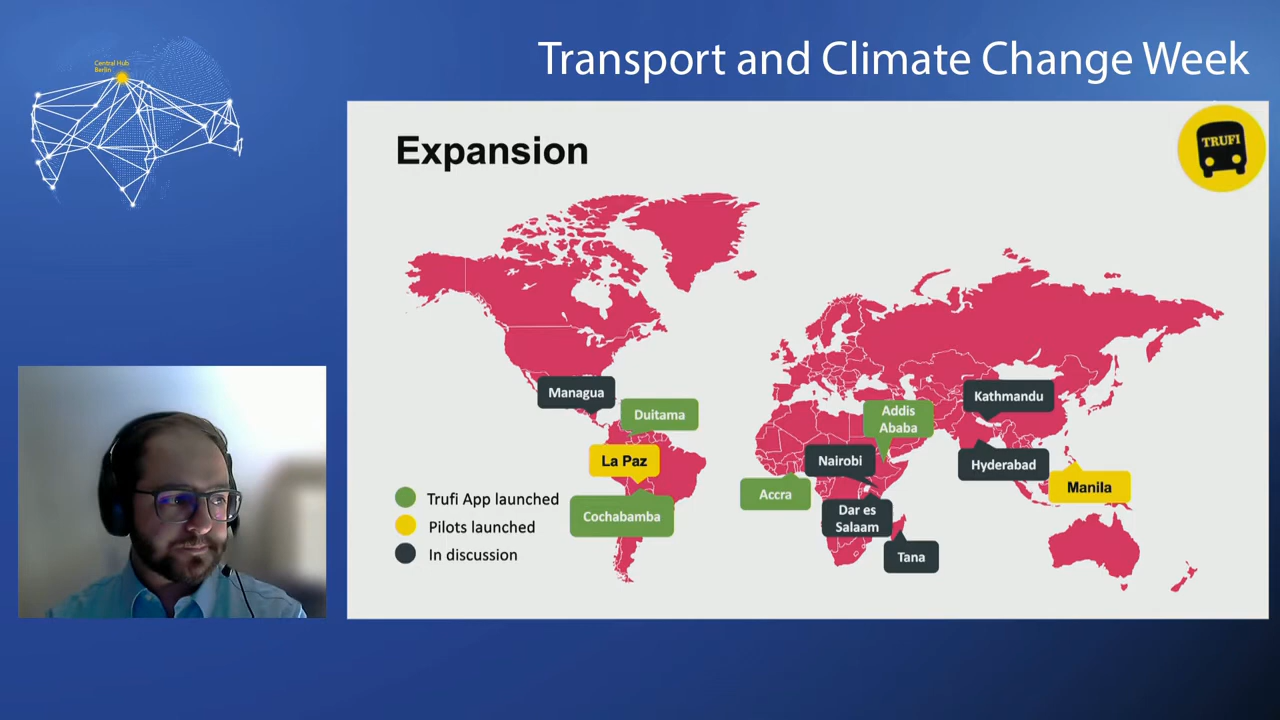 Central Hub
Berlin
Transport and Climate Change Week
Expansion
TRUFI
Managua
Duitama
La Paz
Cochabamba
Addis
Ababa
Nairobi
Accra
Dar es
Salaam
Tana
Kathmandu
Hyderabad
Manila
Trufi App launched
Pilots launched
In discussion